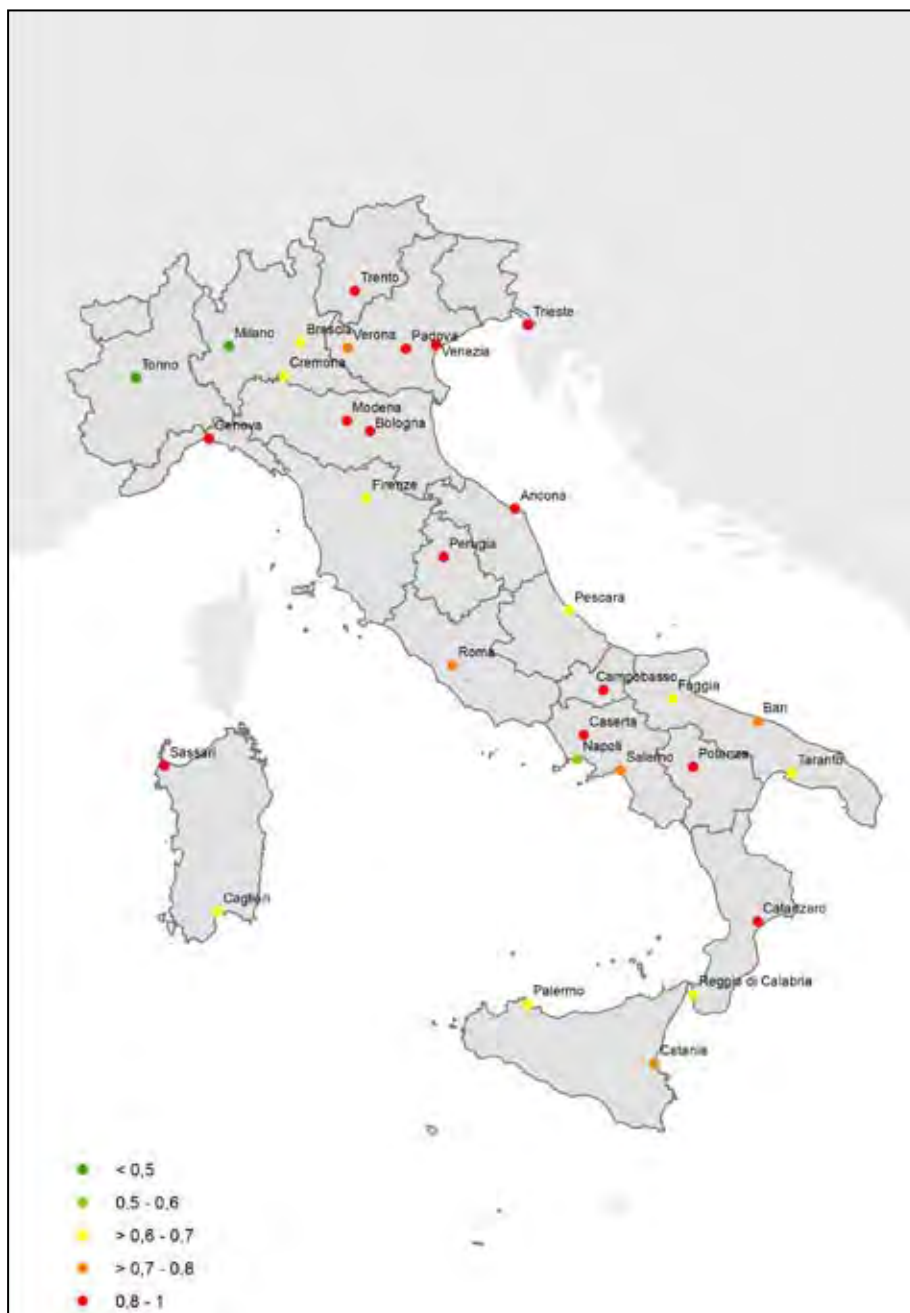 Trento
Trieste
Brescia
Milano
Verona
Padova
Venezia
Cremona
Torino
Modena
Bologna
Genova
Firenze
Ancona
Perugia
Pescara
Roma
Campobasso
Foggia
Bari
Caserta
Napoli
Salerno
Potenza
Taranto
Sassari
Cagliari
Catanzaro
Reggio di Calabria
Palermo
Catania
< 0,5
0,5 - 0,6
> 0,6 - 0,7
> 0,7 - 0,8
0,8 - 1